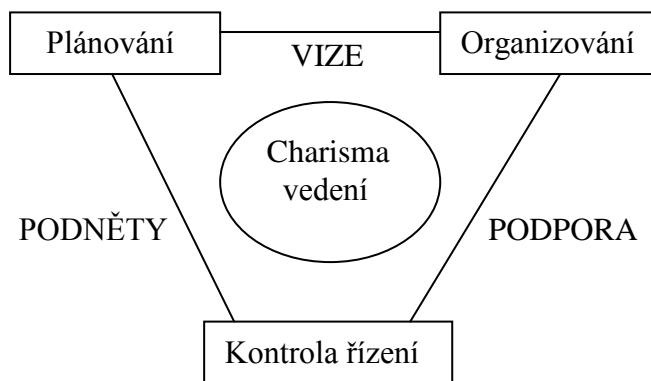 Plánování
VIZE
Organizování
Charisma
vedení
PODNĚTY
PODPORA
Kontrola řízení